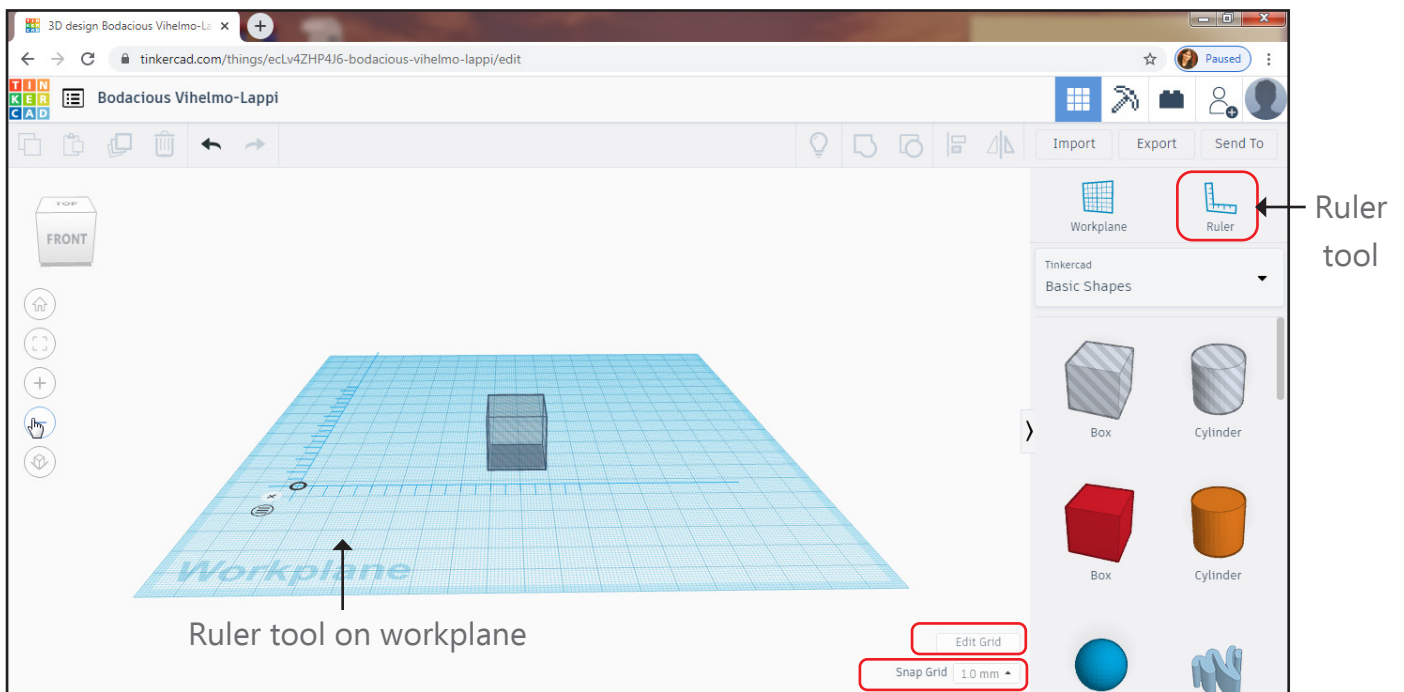 3D design Bodacious Vihelmo-La
tinkercad.com/things/ecLv4ZHP4J6-bodacious-vihelmo-lappi/edit
Paused
TIN
KER
CAD
Bodacious Vihelmo-Lappi
Import
Export
Send To
TOP
FRONT
Workplane
Ruler
Ruler
tool
Tinkercad
Basic Shapes
Box
Cylinder
Box
Cylinder
Workplane
Ruler tool on workplane
Edit Grid
Snap Grid 1.0 mm